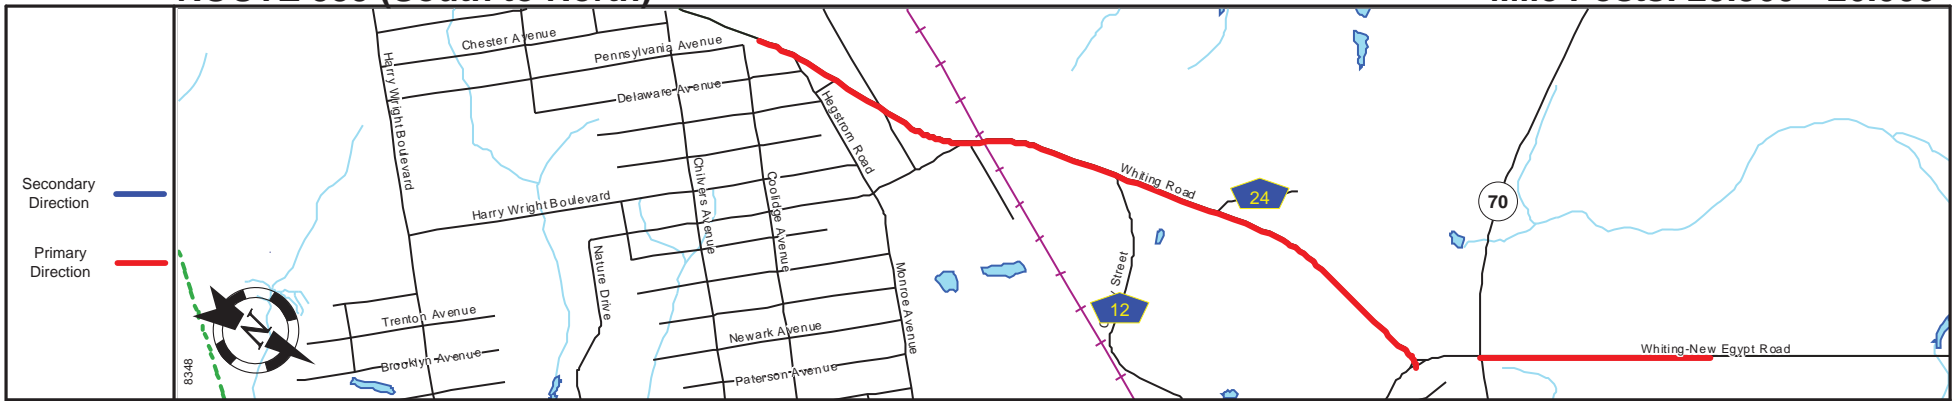 Secondary
Direction
Primary
Direction
8348
N
Harry Wright Boulevard
Chester Avenue
Pennsylvania Avenue
Delaware Avenue
Hegstrom Road
Chilvers Avenue
Coolidge Avenue
Harry Wright Boulevard
Nature Drive
Monroe Avenue
Trenton Avenue
Brooklyn Avenue
Newark Avenue
Paterson Avenue
Whiting Road
24
Street
12
70
Whiting-New Egypt Road